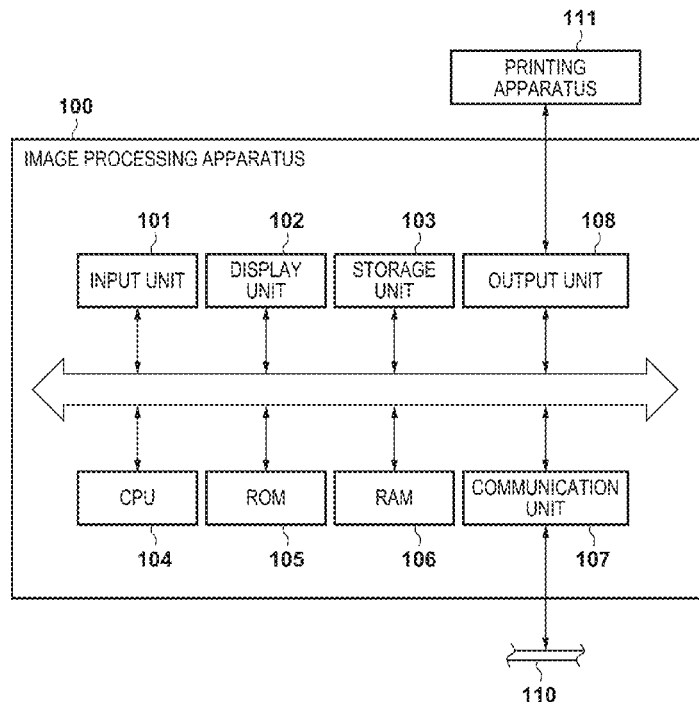 111
PRINTING
APPARATUS
100
IMAGE PROCESSING APPARATUS
101
102
103
108
INPUT UNIT
DISPLAY
UNIT
STORAGE
UNIT
OUTPUT UNIT
CPU
ROM
RAM
COMMUNICATION
UNIT
104
105
106
107
110